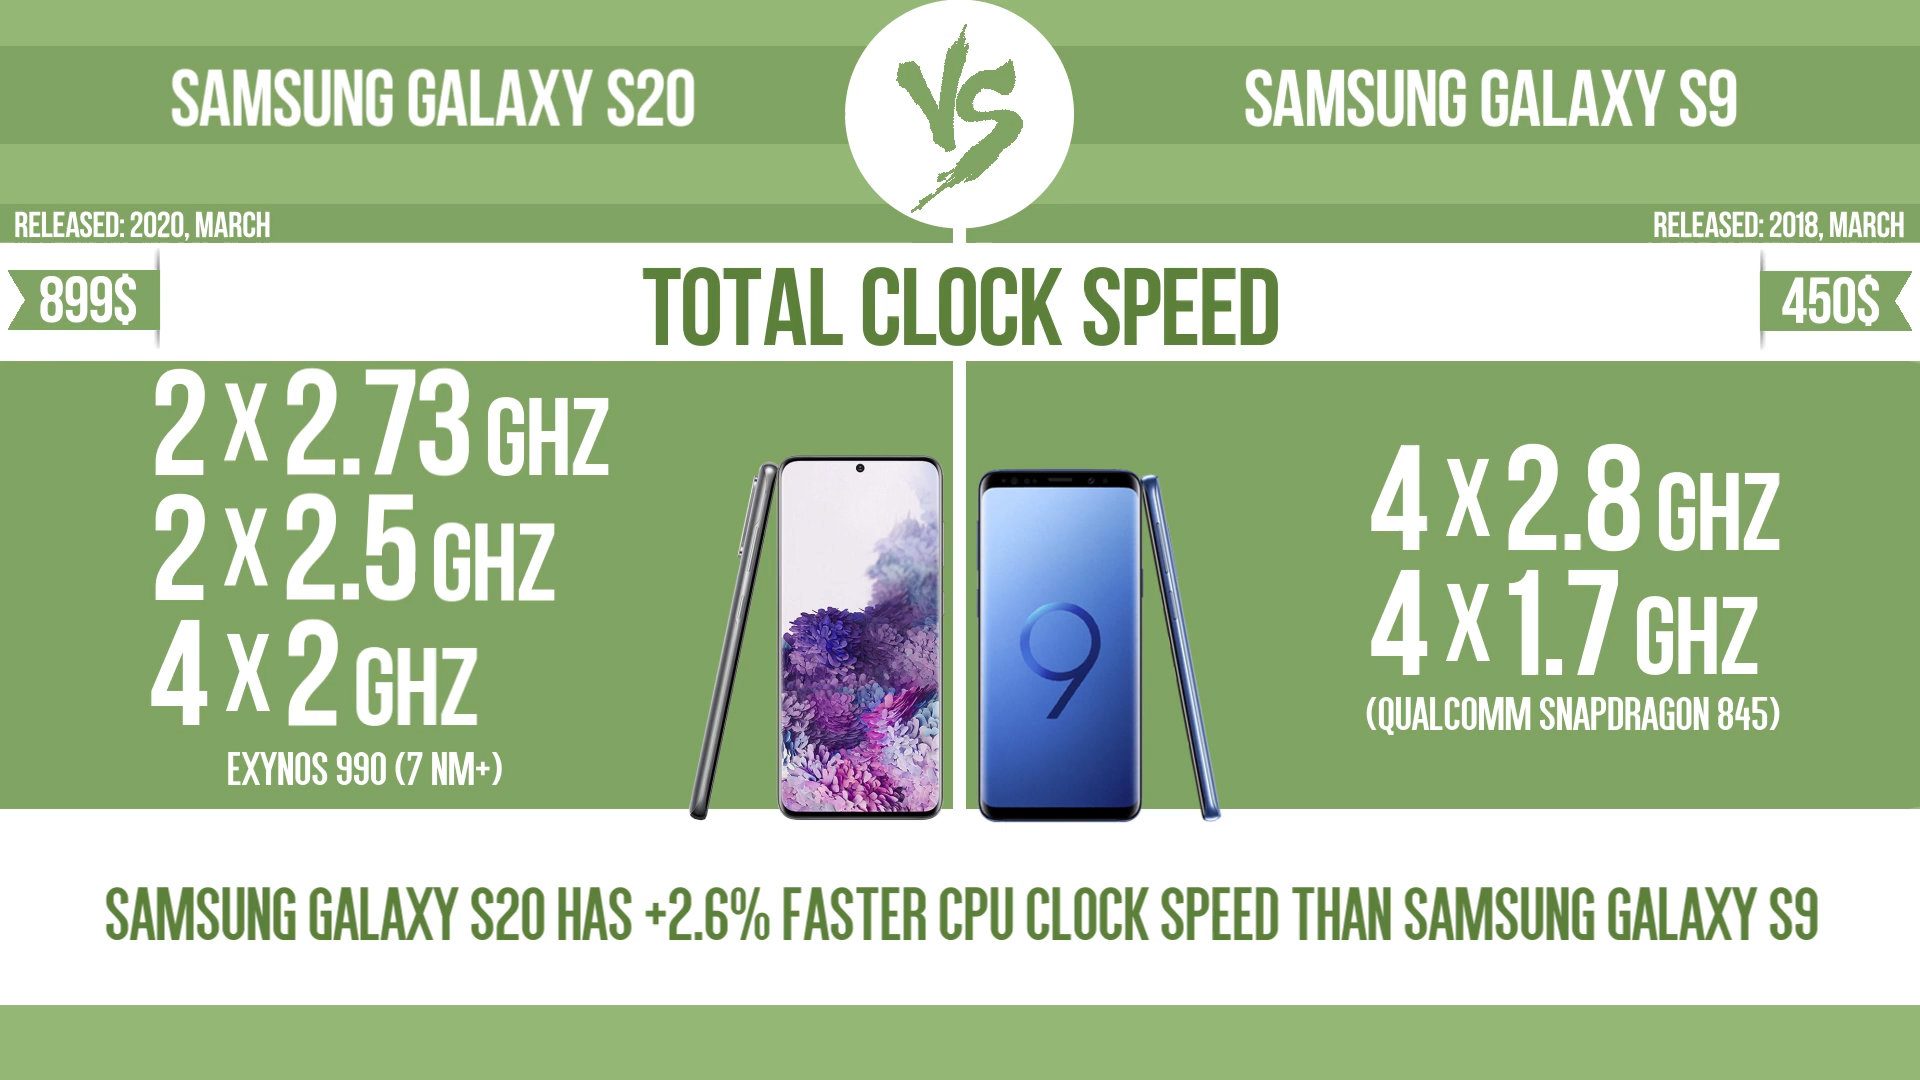 SAMSUNG GALAXY S20
VS
SAMSUNG GALAXY S9
RELEASED: 2020, MARCH
RELEASED: 2018, MARCH
899$
TOTAL CLOCK SPEED
450$
2 X 2.73 GHZ
2 X 2.5 GHZ
4 X 2 GHZ
EXYNOS 990 (7 NM+)
4 X 2.8 GHZ
4 X 1.7 GHZ
(QUALCOMM SNAPDRAGON 845)
9
SAMSUNG GALAXY S20 HAS +2.6% FASTER CPU CLOCK SPEED THAN SAMSUNG GALAXY S9